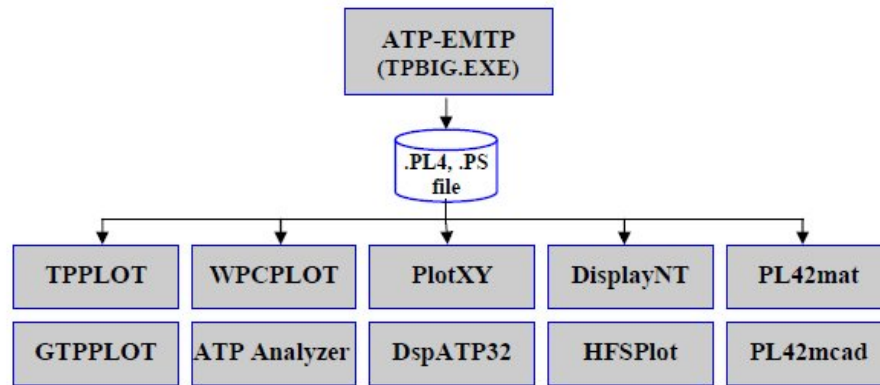 ATP-EMTP
(TPBIG.EXE)
.PL4, .PS
file
TPPLOT
WPCPLOT
PlotXY
DisplayNT
PL42mat
GTPPLOT
ATP Analyzer
DspATP32
HFSPlot
PL42mcad